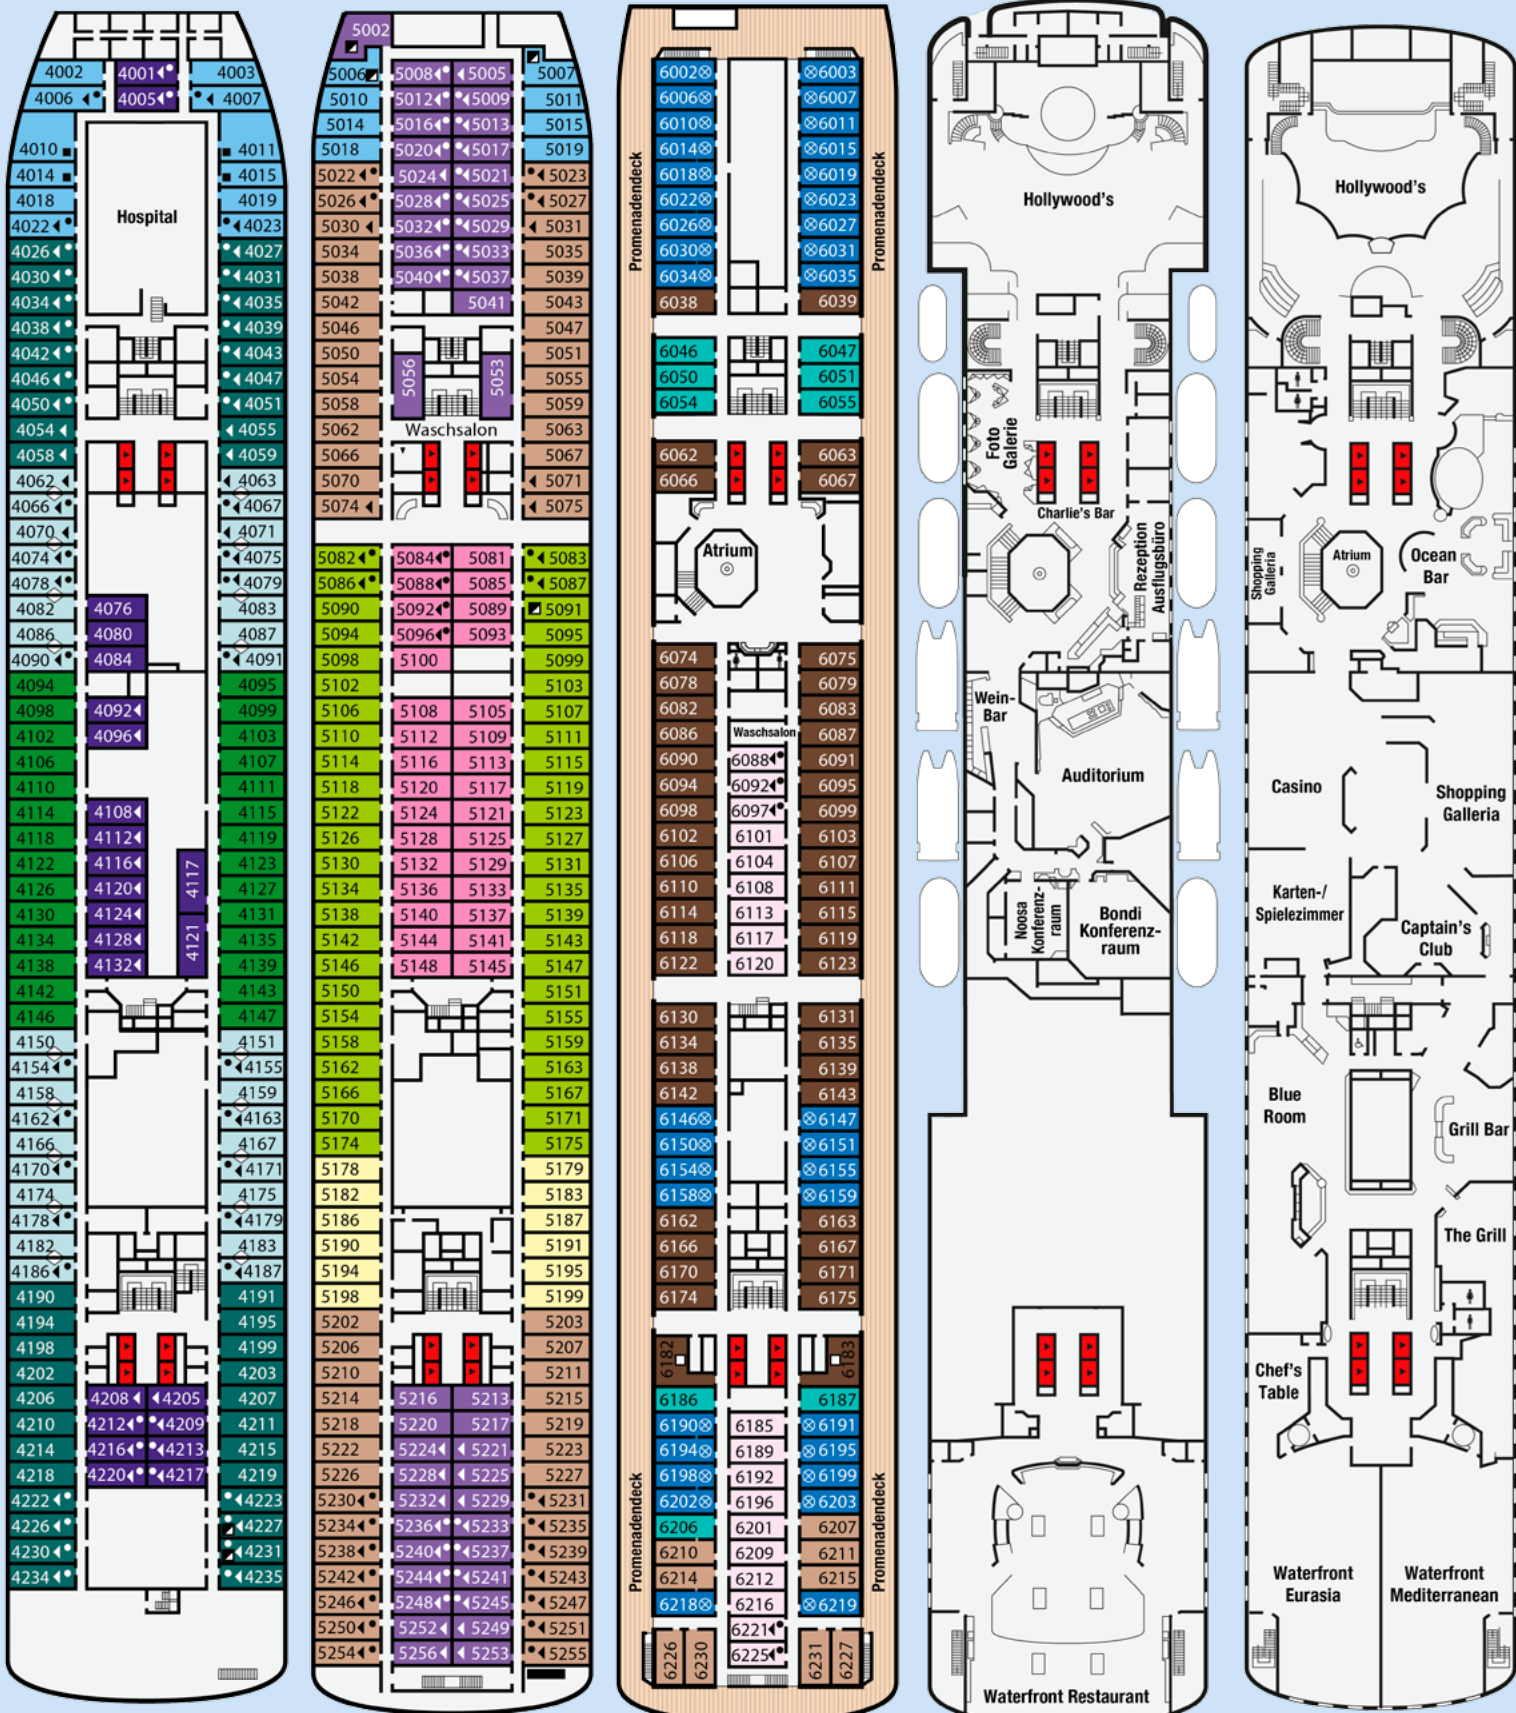 4002 4001 4003
4006 4005 4007
4010 4011
4014 4015
4018 4019
Hospital
4022 4023
4026 4027
4030 4031
4034 4035
4038 4039
4042 4043
4046 4047
4050 4051
4054 4055
4058 4059
4062 4063
4066 4067
4070 4071
4074 4075
4078 4079
4082 4076 4083
4086 4080 4087
4090 4084 4091
4094 4095
4098 4092 4099
4102 4096 4103
4106 4107
4110 4111
4114 4108 4115
4118 4112 4119
4122 4116 4117 4123
4126 4120 4127
4130 4124 4131
4134 4128 4121 4135
4138 4132 4139
4142 4143
4146 4147
4150 4151
4154 4155
4158 4159
4162 4163
4166 4167
4170 4171
4174 4175
4178 4179
4182 4183
4186 4187
4190 4191
4194 4195
4198 4199
4202 4203
4206 4208 4205 4207
4210 4212 4209 4211
4214 4216 4213 4215
4218 4220 4217 4219
4222 4223
4226 4227
4230 4231
4234 4235
5002
5006 5008 5005 5007
5010 5012 5009 5011
5014 5016 5013 5015
5018 5020 5017 5019
5022 5024 5021 5023
5026 5028 5025 5027
5030 5032 5029 5031
5034 5036 5033 5035
5038 5040 5037 5039
5042 5041 5043
5046 5047
5050 5051
5054 5056 5053 5055
5058 5059
5062 Waschsalon 5063
5066 5067
5070 5071
5074 5075
5082 5084 5081 5083
5086 5088 5085 5087
5090 5092 5089 5091
5094 5096 5093 5095
5098 5100 5099
5102 5103
5106 5108 5105 5107
5110 5112 5109 5111
5114 5116 5113 5115
5118 5120 5117 5119
5122 5124 5121 5123
5126 5128 5125 5127
5130 5132 5129 5131
5134 5136 5133 5135
5138 5140 5137 5139
5142 5144 5141 5143
5146 5148 5145 5147
5150 5151
5154 5155
5158 5159
5162 5163
5166 5167
5170 5171
5174 5175
5178 5179
5182 5183
5186 5187
5190 5191
5194 5195
5198 5199
5202 5203
5206 5207
5210 5211
5214 5216 5213 5215
5218 5220 5217 5219
5222 5224 5221 5223
5226 5228 5225 5227
5230 5232 5229 5231
5234 5236 5233 5235
5238 5240 5237 5239
5242 5244 5241 5243
5246 5248 5245 5247
5250 5252 5249 5251
5254 5256 5253 5255
6002 6003
6006 6007
6010 6011
6014 6015
6018 6019
Promenadendeck Promenadendeck
6022 6023
6026 6027
6030 6031
6034 6035
6038 6039
6046 6047
6050 6051
6054 6055
6062 6063
6066 6067
Atrium
6074 6075
6078 6079
6082 6083
6086 Waschsalon 6087
6090 6088 6091
6094 6092 6095
6098 6097 6099
6102 6101 6103
6106 6104 6107
6110 6108 6111
6114 6113 6115
6118 6117 6119
6122 6120 6123
6130 6131
6134 6135
6138 6139
6142 6143
6146 6147
6150 6151
6154 6155
6158 6159
6162 6163
6166 6167
6170 6171
6174 6175
6182 6183
6186 6187
6190 6185 6191
6194 6189 6195
6198 6192 6199
6202 6196 6203
Promenadendeck Promenadendeck
6206 6201 6207
6210 6209 6211
6214 6212 6215
6218 6216 6219
6221
6226 6230 6225 6231 6227
Hollywood's
Foto
Galerie
Charlie's Bar
Rezeption
Ausflugsbüro
Wein-
Bar
Auditorium
Noosa
Konferenz-
raum
Bondi
Konferenz-
raum
Waterfront Restaurant
Hollywood's
Shopping
Galleria
Atrium
Ocean
Bar
Casino
Shopping
Galleria
Karten-/
Spielezimmer
Captain's
Club
Blue
Room
Grill Bar
The Grill
Chef's
Table
Waterfront
Eurasia
Waterfront
Mediterranean